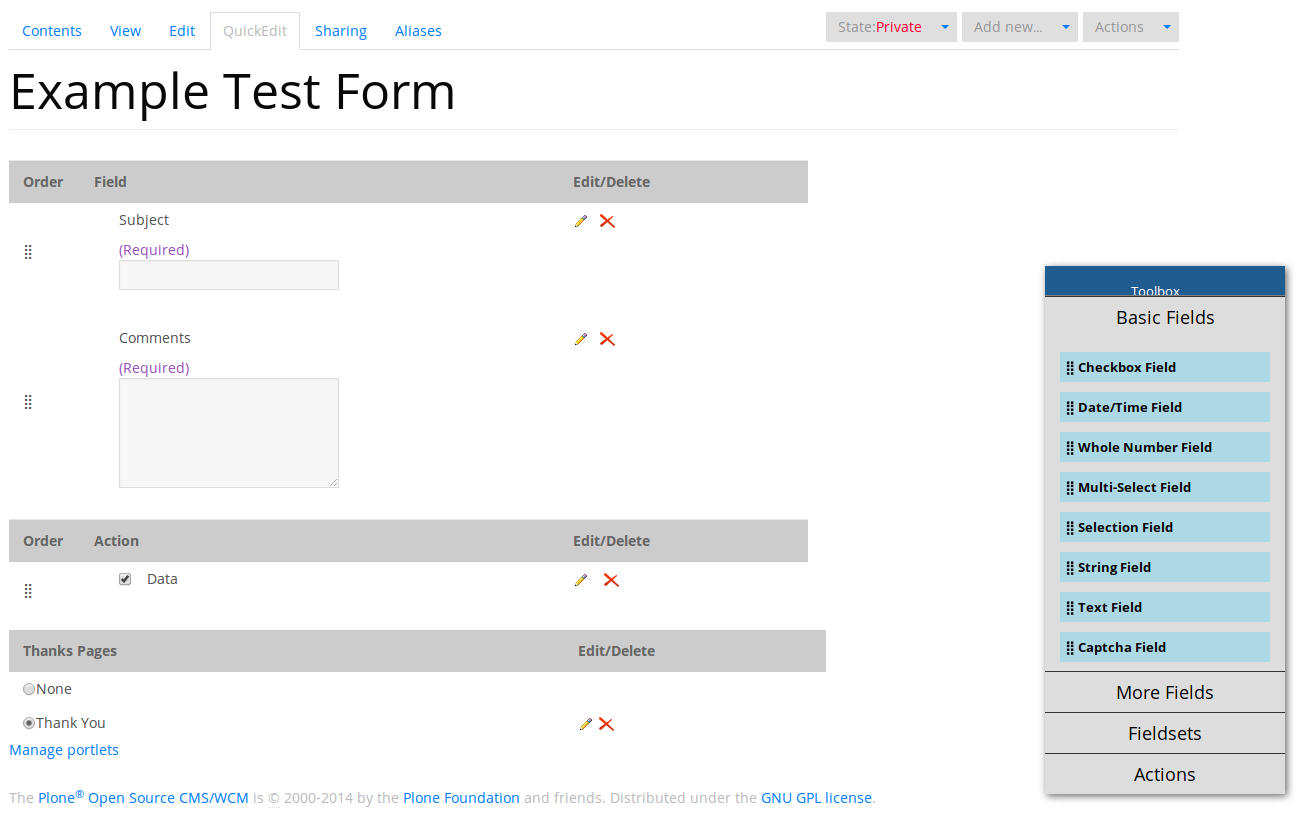 Contents View Edit QuickEdit Sharing Aliases State:Private Add new... Actions
Example Test Form
Order Field Edit/Delete
Subject
(Required)
Comments
(Required)
Order Action Edit/Delete
Data
Thanks Pages Edit/Delete
None
Thank You
Manage portlets
The Plone® Open Source CMS/WCM is © 2000-2014 by the Plone Foundation and friends. Distributed under the GNU GPL license.
Toolbox
Basic Fields
Checkbox Field
Date/Time Field
Whole Number Field
Multi-Select Field
Selection Field
String Field
Text Field
Captcha Field
More Fields
Fieldsets
Actions